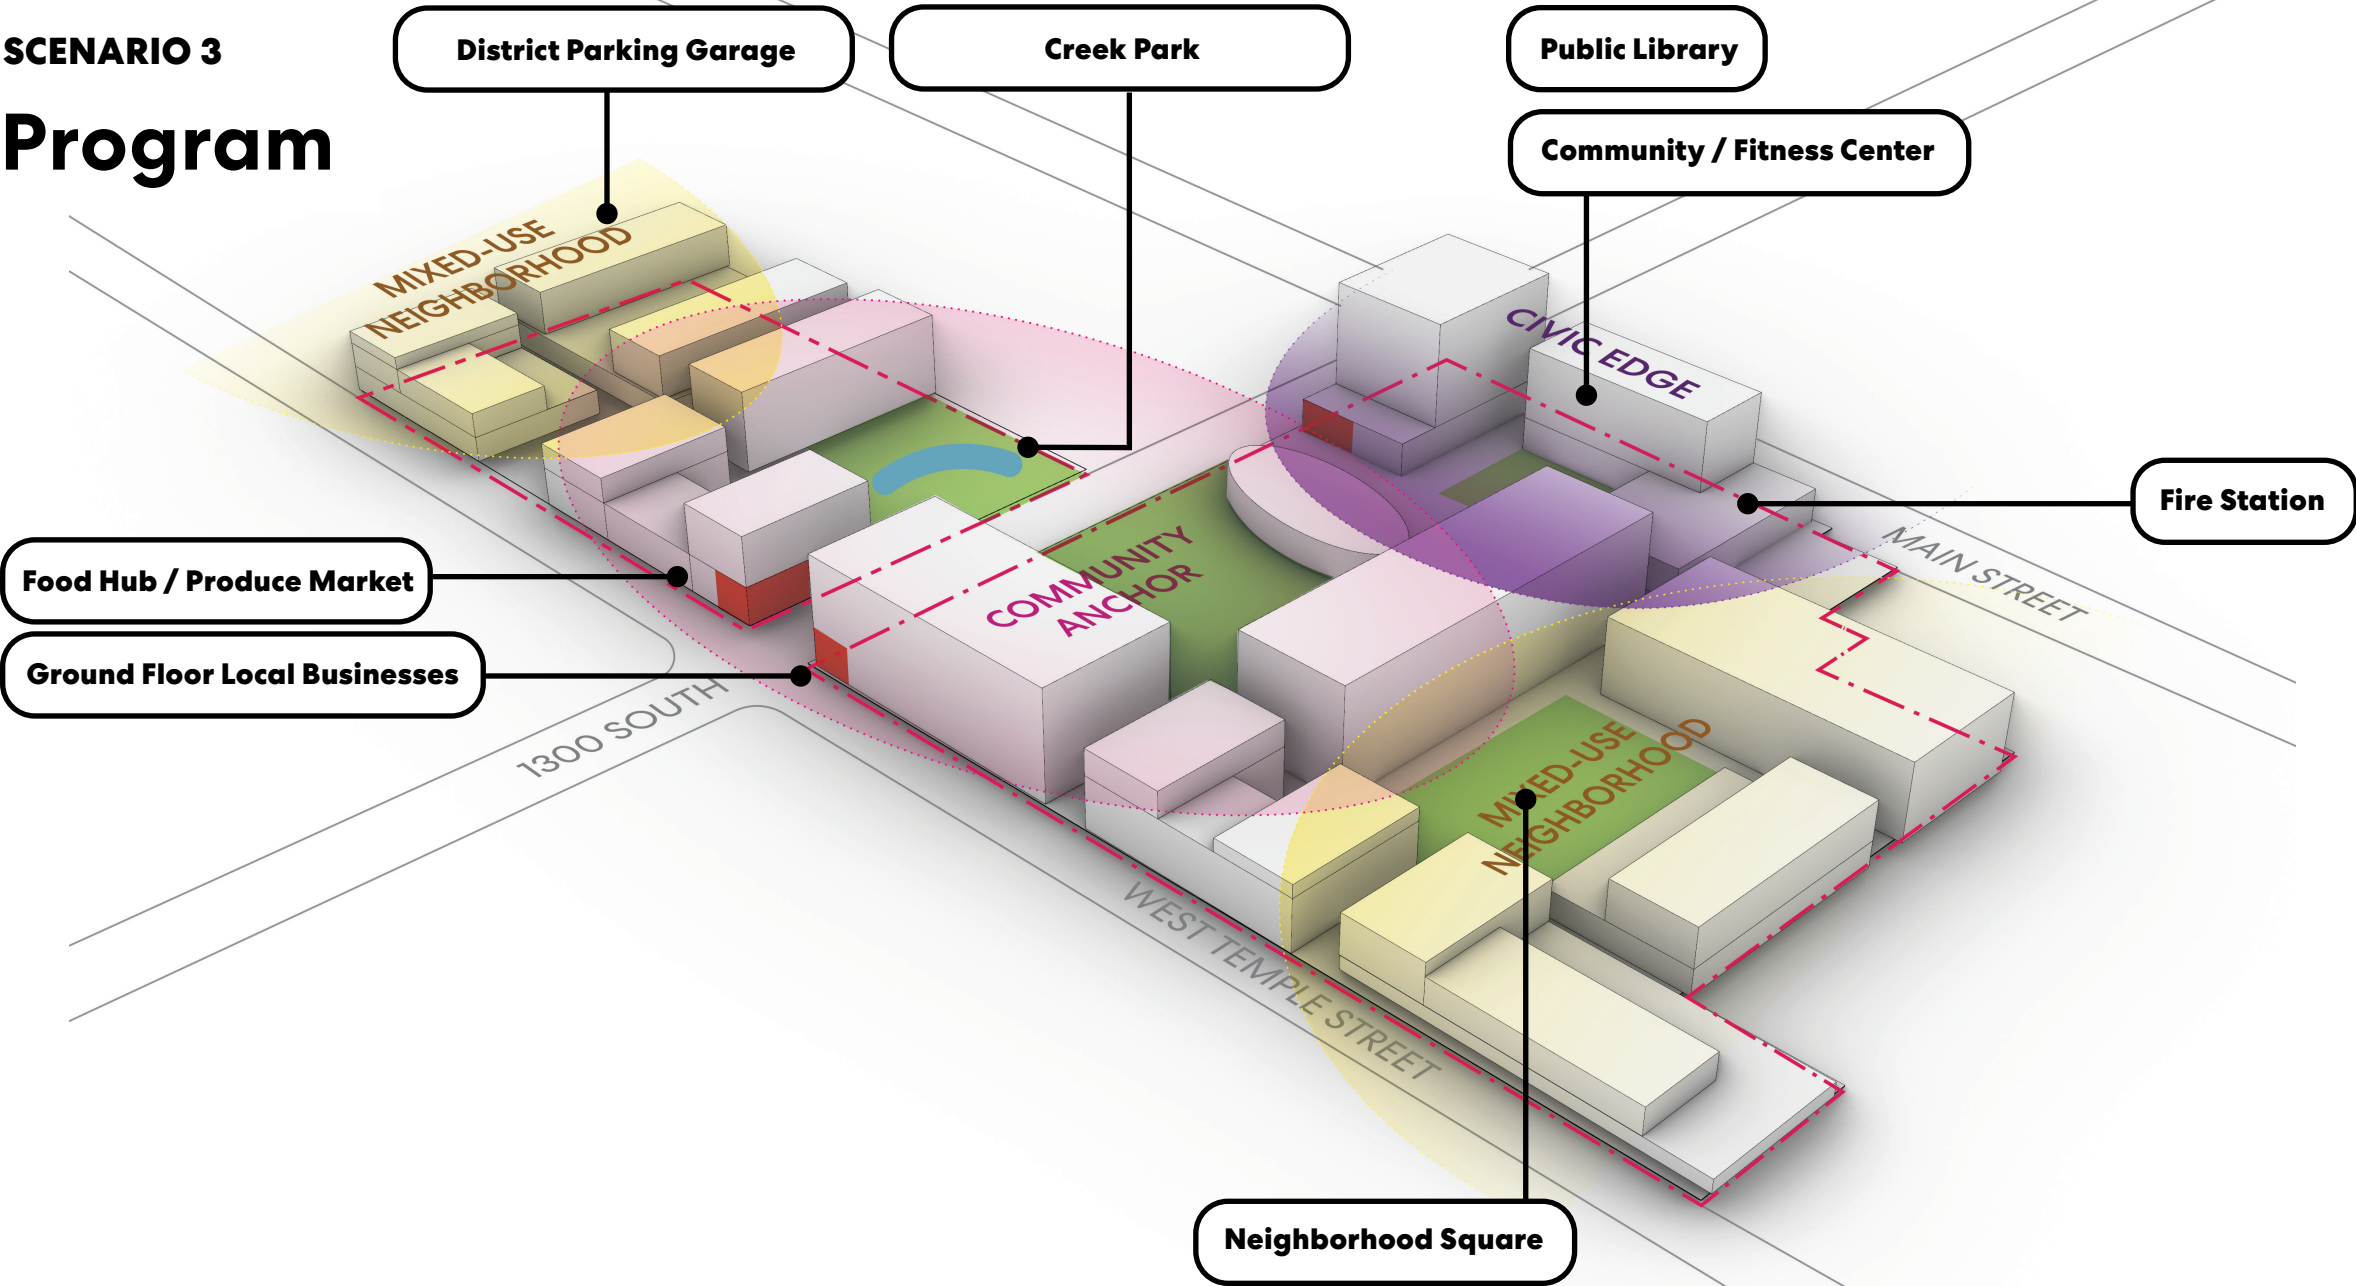 SCENARIO 3
Program
District Parking Garage
Creek Park
Public Library
Community / Fitness Center
MIXED-USE
NEIGHBORHOOD
CIVIC EDGE
Fire Station
MAIN STREET
Food Hub / Produce Market
COMMUNITY
ANCHOR
Ground Floor Local Businesses
1300 SOUTH
MIXED-USE
NEIGHBORHOOD
WEST TEMPLE STREET
Neighborhood Square